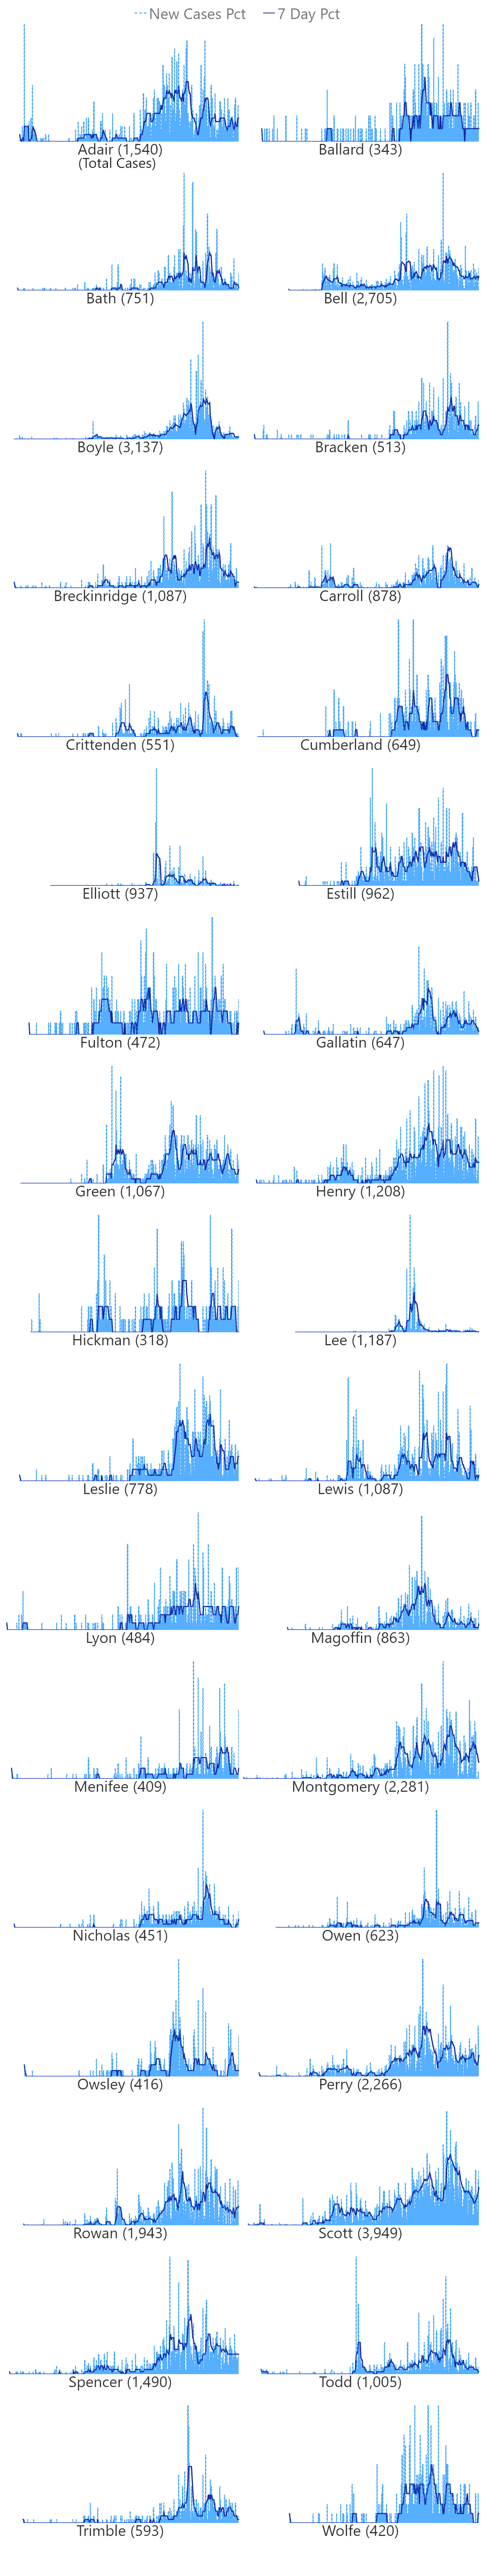 New Cases Pct 7 Day Pct
Adair (1,540) Ballard (343)
(Total Cases)
Bath (751) Bell (2,705)
Boyle (3,137) Bracken (513)
Breckinridge (1,087) Carroll (878)
Crittenden (551) Cumberland (649)
Elliott (937) Estill (962)
Fulton (472) Gallatin (647)
Green (1,067) Henry (1,208)
Hickman (318) Lee (1,187)
Leslie (778) Lewis (1,087)
Lyon (484) Magoffin (863)
Menifee (409) Montgomery (2,281)
Nicholas (451) Owen (623)
Owsley (416) Perry (2,266)
Rowan (1,943) Scott (3,949)
Spencer (1,490) Todd (1,005)
Trimble (593) Wolfe (420)